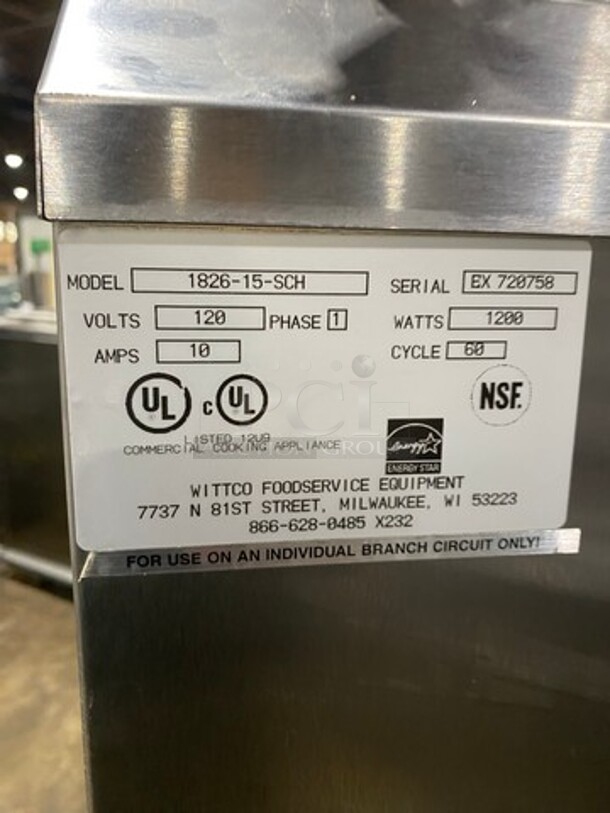 MODEL 1826-15-SCH SERIAL EX 720758
VOLTS 120 PHASE 1 WATTS 1200
AMPS 10 CYCLE 60
UL c UL NSF.
LISTED 12U9
COMMERCIAL COOKING APPLIANCE
energy
ENERGY STAR
WITTCO FOODSERVICE EQUIPMENT
7737 N 81ST STREET, MILWAUKEE, WI 53223
866-628-0485 X232
FOR USE ON AN INDIVIDUAL BRANCH CIRCUIT ONLY!